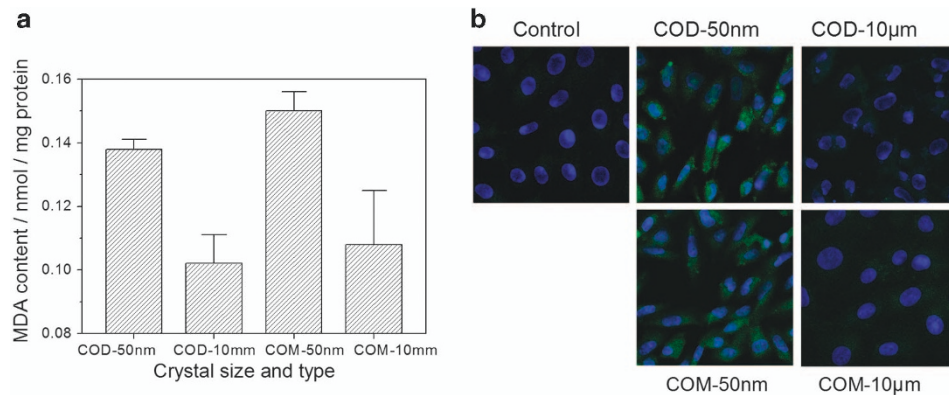 a
MDA content / nmol / mg protein
0.16
0.14
0.12
0.10
0.08
COD-50nm COD-10mm COM-50nm COM-10mm
Crystal size and type
b
Control COD-50nm COD-10µm
COM-50nm COM-10µm